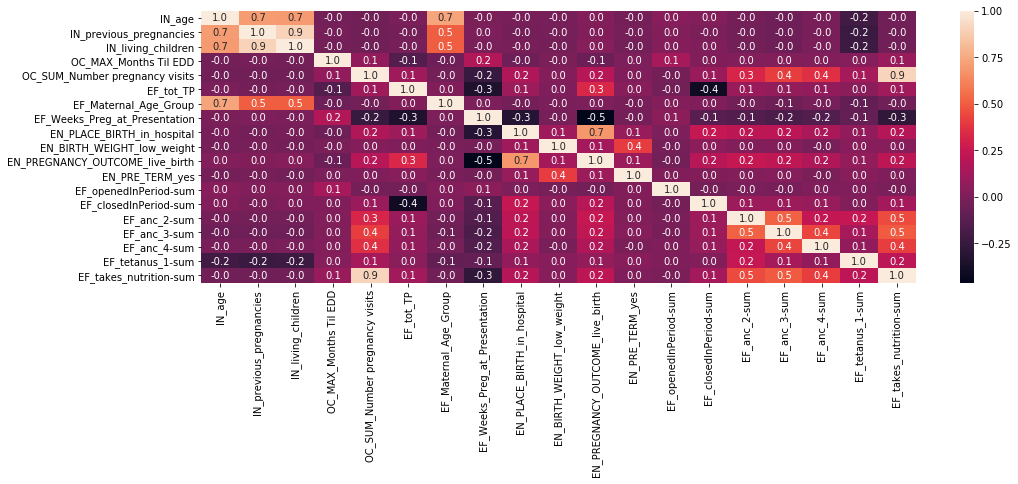 IN_age 1.0 0.7 0.7 -0.0 -0.0 -0.0 0.7 -0.0 -0.0 -0.0 0.0 -0.0 0.0 0.0 -0.0 -0.0 -0.0 -0.2 -0.0
IN_previous_pregnancies 0.7 1.0 0.9 -0.0 -0.0 -0.0 0.5 0.0 -0.0 -0.0 0.0 -0.0 0.0 0.0 -0.0 -0.0 -0.0 -0.2 -0.0
IN_living_children 0.7 0.9 1.0 -0.0 -0.0 -0.0 0.5 0.0 -0.0 -0.0 0.0 -0.0 0.0 0.0 -0.0 -0.0 -0.0 -0.2 -0.0
OC_MAX_Months Til EDD -0.0 -0.0 -0.0 1.0 0.1 -0.1 -0.0 0.2 -0.0 -0.0 -0.1 -0.0 0.1 0.0 0.0 0.0 0.0 0.0 0.1
OC_SUM_Number pregnancy visits -0.0 -0.0 -0.0 0.1 1.0 0.1 -0.0 -0.2 0.2 0.0 0.2 0.0 -0.0 0.1 0.3 0.4 0.4 0.1 0.9
EF_tot_TP -0.0 -0.0 -0.0 -0.1 0.1 1.0 0.0 -0.3 0.1 0.0 0.3 0.0 -0.0 -0.4 0.1 0.1 0.1 0.0 0.1
EF_Maternal_Age_Group 0.7 0.5 0.5 -0.0 -0.0 0.0 1.0 0.0 -0.0 -0.0 0.0 -0.0 0.0 0.0 -0.0 -0.1 -0.0 -0.1 -0.0
EF_Weeks_Preg_at_Presentation -0.0 0.0 0.0 0.2 -0.2 -0.3 0.0 1.0 -0.3 -0.0 -0.5 -0.0 0.1 -0.1 -0.1 -0.2 -0.2 -0.1 -0.3
EN_PLACE_BIRTH_in_hospital -0.0 -0.0 -0.0 -0.0 0.2 0.1 -0.0 -0.3 1.0 0.1 0.7 0.1 -0.0 0.2 0.2 0.2 0.2 0.1 0.2
EN_BIRTH_WEIGHT_low_weight -0.0 -0.0 -0.0 -0.0 0.0 0.0 -0.0 -0.0 0.1 1.0 0.1 0.4 -0.0 0.0 0.0 0.0 0.0 0.0 0.0
EN_PREGNANCY_OUTCOME_live_birth 0.0 0.0 0.0 -0.1 0.2 0.3 0.0 -0.5 0.7 0.1 1.0 0.1 -0.0 0.2 0.2 0.2 0.2 0.1 0.2
EN_PRE_TERM_yes -0.0 -0.0 -0.0 -0.0 0.0 0.0 -0.0 -0.0 0.1 0.4 0.1 1.0 -0.0 0.0 0.0 0.0 0.0 0.0 0.0
EF_openedInPeriod-sum 0.0 0.0 0.0 0.1 -0.0 -0.0 0.0 0.1 -0.0 -0.0 -0.0 -0.0 1.0 -0.0 -0.0 -0.0 0.0 0.0 -0.0
EF_closedInPeriod-sum 0.0 0.0 0.0 0.0 0.1 -0.4 0.0 -0.1 0.2 0.0 0.2 0.0 -0.0 1.0 0.1 0.1 0.1 0.0 0.1
EF_anc_2-sum -0.0 -0.0 -0.0 0.0 0.3 0.1 -0.0 -0.1 0.2 0.0 0.2 0.0 -0.0 0.1 1.0 0.5 0.2 0.2 0.5
EF_anc_3-sum -0.0 -0.0 -0.0 0.0 0.4 0.1 -0.1 -0.2 0.2 0.0 0.2 0.0 -0.0 0.1 0.5 1.0 0.4 0.1 0.5
EF_anc_4-sum -0.0 -0.0 -0.0 0.0 0.4 0.1 -0.0 -0.2 0.2 0.0 0.2 0.0 0.0 0.1 0.2 0.4 1.0 0.1 0.4
EF_tetanus_1-sum -0.2 -0.2 -0.2 0.0 0.1 0.0 -0.1 -0.1 0.1 0.0 0.1 0.0 0.0 0.0 0.2 0.1 0.1 1.0 0.2
EF_takes_nutrition-sum -0.0 -0.0 -0.0 0.1 0.9 0.1 -0.0 -0.3 0.2 0.0 0.2 0.0 -0.0 0.1 0.5 0.5 0.4 0.2 1.0
IN_age
IN_previous_pregnancies
IN_living_children
OC_MAX_Months Til EDD
OC_SUM_Number pregnancy visits
EF_tot_TP
EF_Maternal_Age_Group
EF_Weeks_Preg_at_Presentation
EN_PLACE_BIRTH_in_hospital
EN_BIRTH_WEIGHT_low_weight
EN_PREGNANCY_OUTCOME_live_birth
EN_PRE_TERM_yes
EF_openedInPeriod-sum
EF_closedInPeriod-sum
EF_anc_2-sum
EF_anc_3-sum
EF_anc_4-sum
EF_tetanus_1-sum
EF_takes_nutrition-sum
1.00
0.75
0.50
0.25
0.00
−0.25